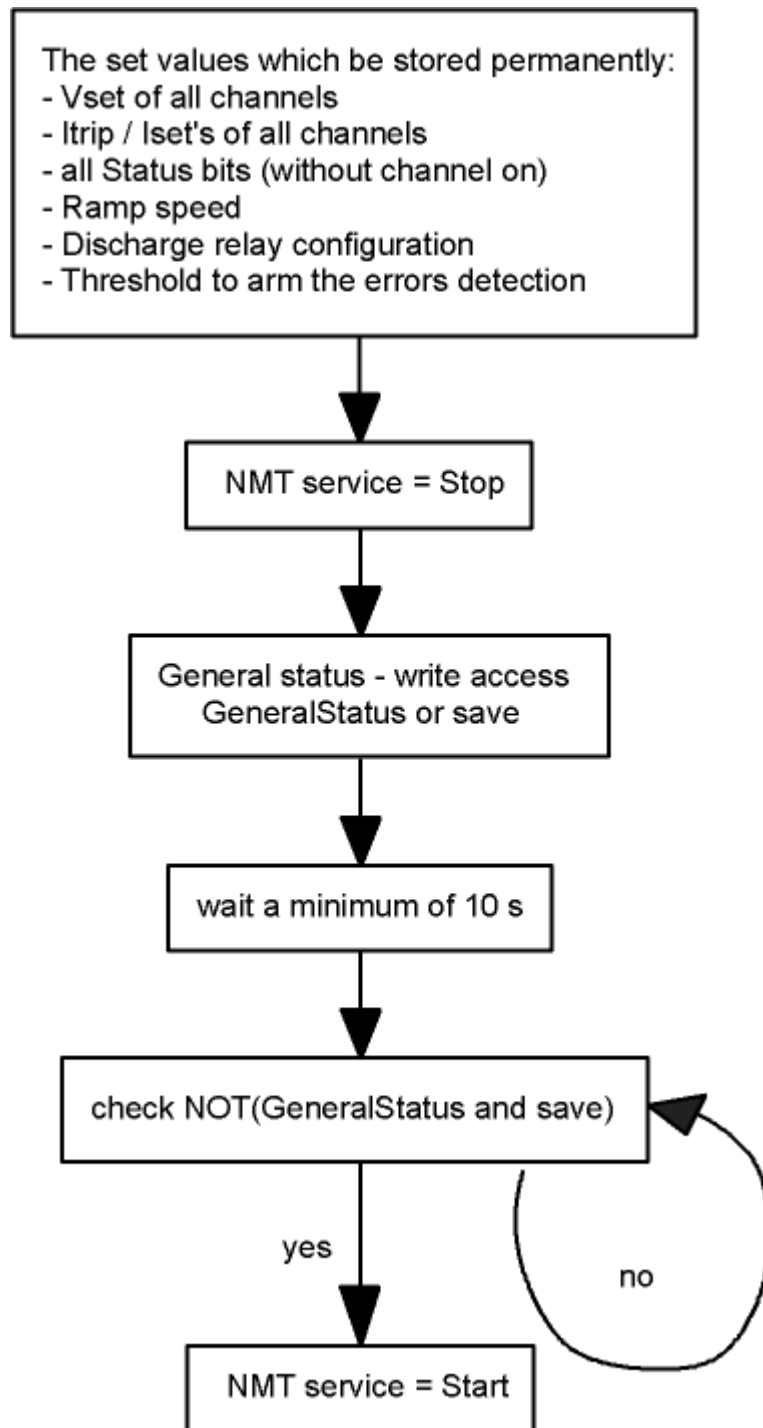 The set values which be stored permanently:
- Vset of all channels
- Itrip / Iset's of all channels
- all Status bits (without channel on)
- Ramp speed
- Discharge relay configuration
- Threshold to arm the errors detection
NMT service = Stop
General status - write access
GeneralStatus or save
wait a minimum of 10 s
check NOT(GeneralStatus and save)
yes
no
NMT service = Start